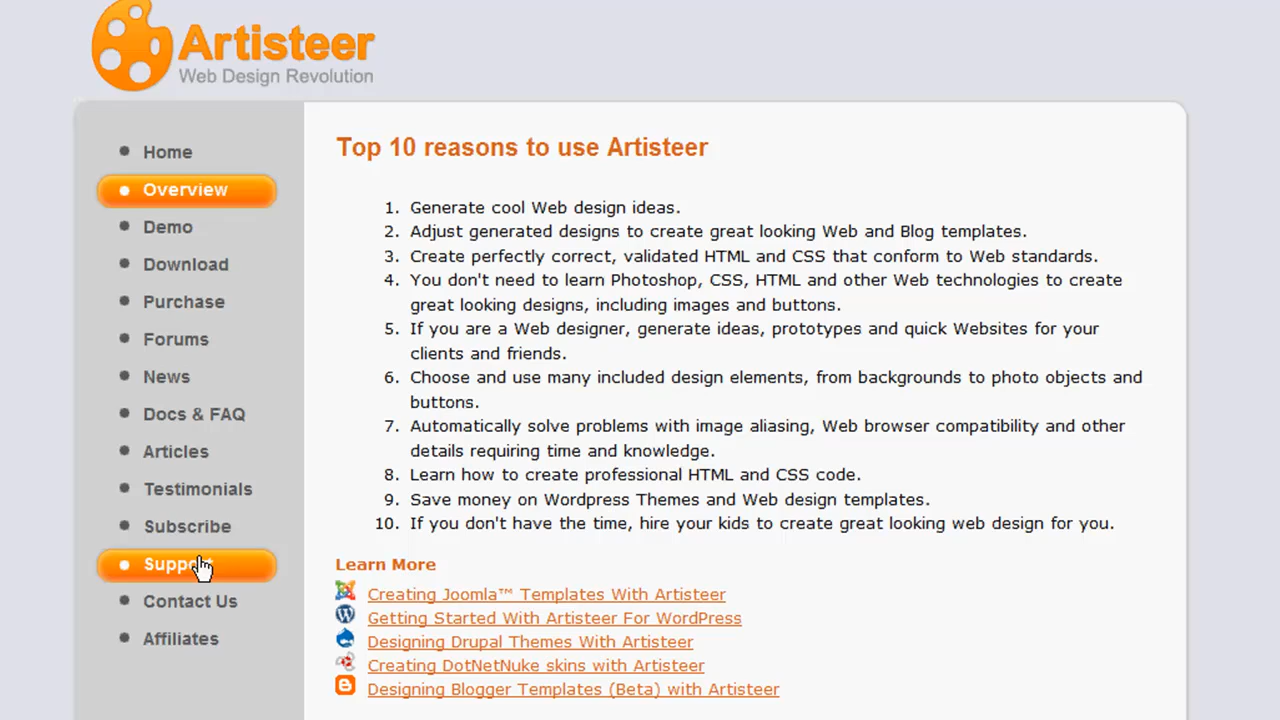 Artisteer
Web Design Revolution
Home
Overview
Demo
Download
Purchase
Forums
News
Docs & FAQ
Articles
Testimonials
Subscribe
Support
Contact Us
Affiliates
Top 10 reasons to use Artisteer
1. Generate cool Web design ideas.
2. Adjust generated designs to create great looking Web and Blog templates.
3. Create perfectly correct, validated HTML and CSS that conform to Web standards.
4. You don't need to learn Photoshop, CSS, HTML and other Web technologies to create
great looking designs, including images and buttons.
5. If you are a Web designer, generate ideas, prototypes and quick Websites for your
clients and friends.
6. Choose and use many included design elements, from backgrounds to photo objects and
buttons.
7. Automatically solve problems with image aliasing, Web browser compatibility and other
details requiring time and knowledge.
8. Learn how to create professional HTML and CSS code.
9. Save money on Wordpress Themes and Web design templates.
10. If you don't have the time, hire your kids to create great looking web design for you.
Learn More
Creating Joomla™ Templates With Artisteer
Getting Started With Artisteer For WordPress
Designing Drupal Themes With Artisteer
Creating DotNetNuke skins with Artisteer
Designing Blogger Templates (Beta) with Artisteer